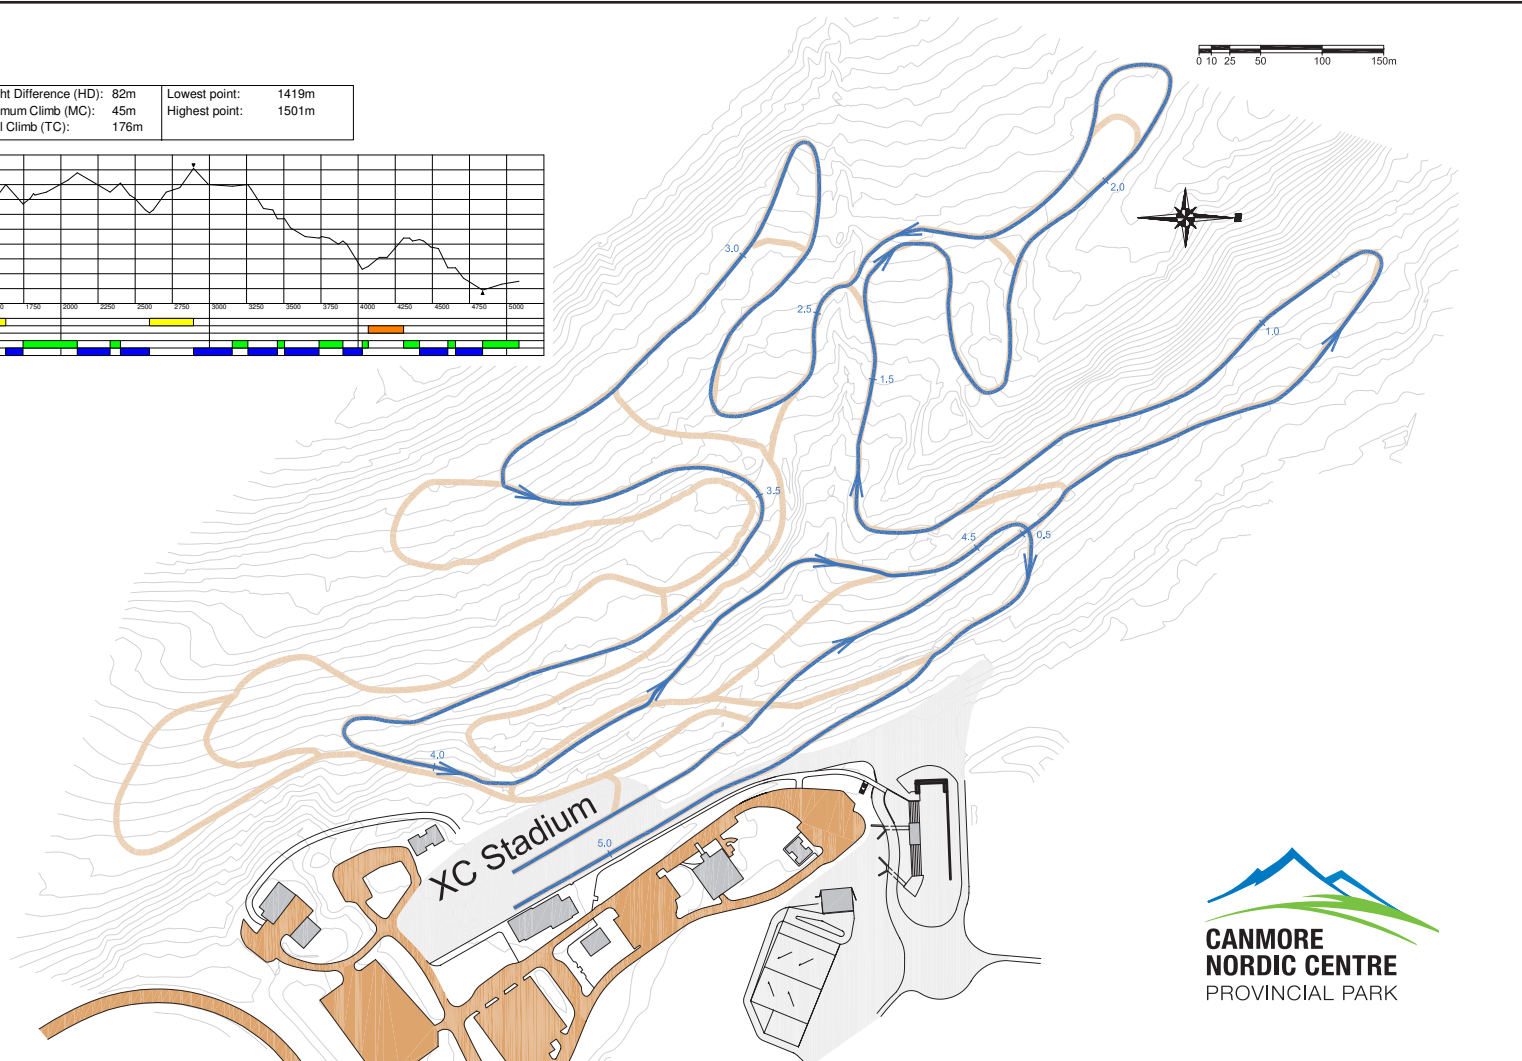 0 10 25 50 100 150m
ht Difference (HD): 82m Lowest point: 1419m
mum Climb (MC): 45m Highest point: 1501m
l Climb (TC): 176m
0 1750 2000 2250 2500 2750 3000 3250 3500 3750 4000 4250 4500 4750 5000
2.0
3.0
2.5
1.0
1.5
3.5
4.5
0.5
4.0
XC Stadium
5.0
CANMORE
NORDIC CENTRE
PROVINCIAL PARK